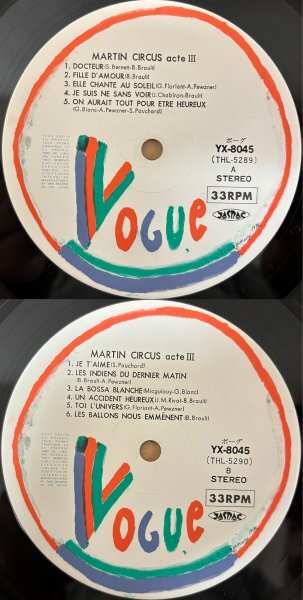 MARTIN CIRCUS acte III
1. DOCTEUR(S. Bernett-B. Brault)
2. FILLE D'AMOUR(B. Brault)
3. ELLE CHANTE AU SOLEIL(G. Floriant-A. Pewzner)
4. JE SUIS NE SANS VOIR(J. Chabiron-Brault)
5. ON AURAIT TOUT POUR ETRE HEUREUX
(G. Blanc-A. Pewzner-S. Pauchard)
ボーグ
YX-8045
(THL-5289)
A
STEREO
33RPM
JASRAC
VOGUE
MARTIN CIRCUS acte III
1. JE T'AIME(S. Pauchard)
2. LES INDIENS DU DERNIER MATIN
(B. Brault-A. Pewzner)
3. LA BOSSA BLANCHE(Micguiday-G. Blanc)
4. UN ACCIDENT HEUREUX(J. M. Rivat-B. Brault)
5. TOI L'UNIVERS(G. Floriant-A. Pewzner)
6. LES BALLONS NOUS EMMENENT(B. Brault)
ボーグ
YX-8045
(THL-5290)
B
STEREO
33RPM
JASRAC
VOGUE